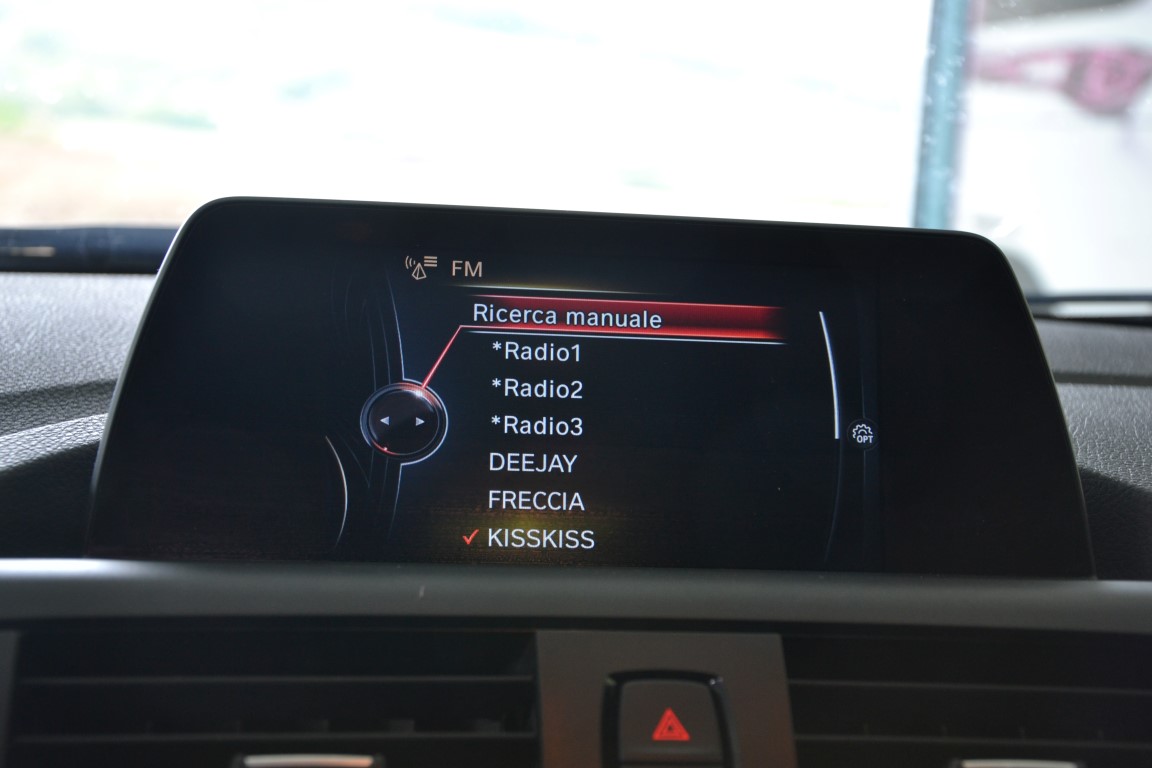 FM
Ricerca manuale
*Radio1
*Radio2
*Radio3
DEEJAY
FRECCIA
✓ KISSKISS
OPT